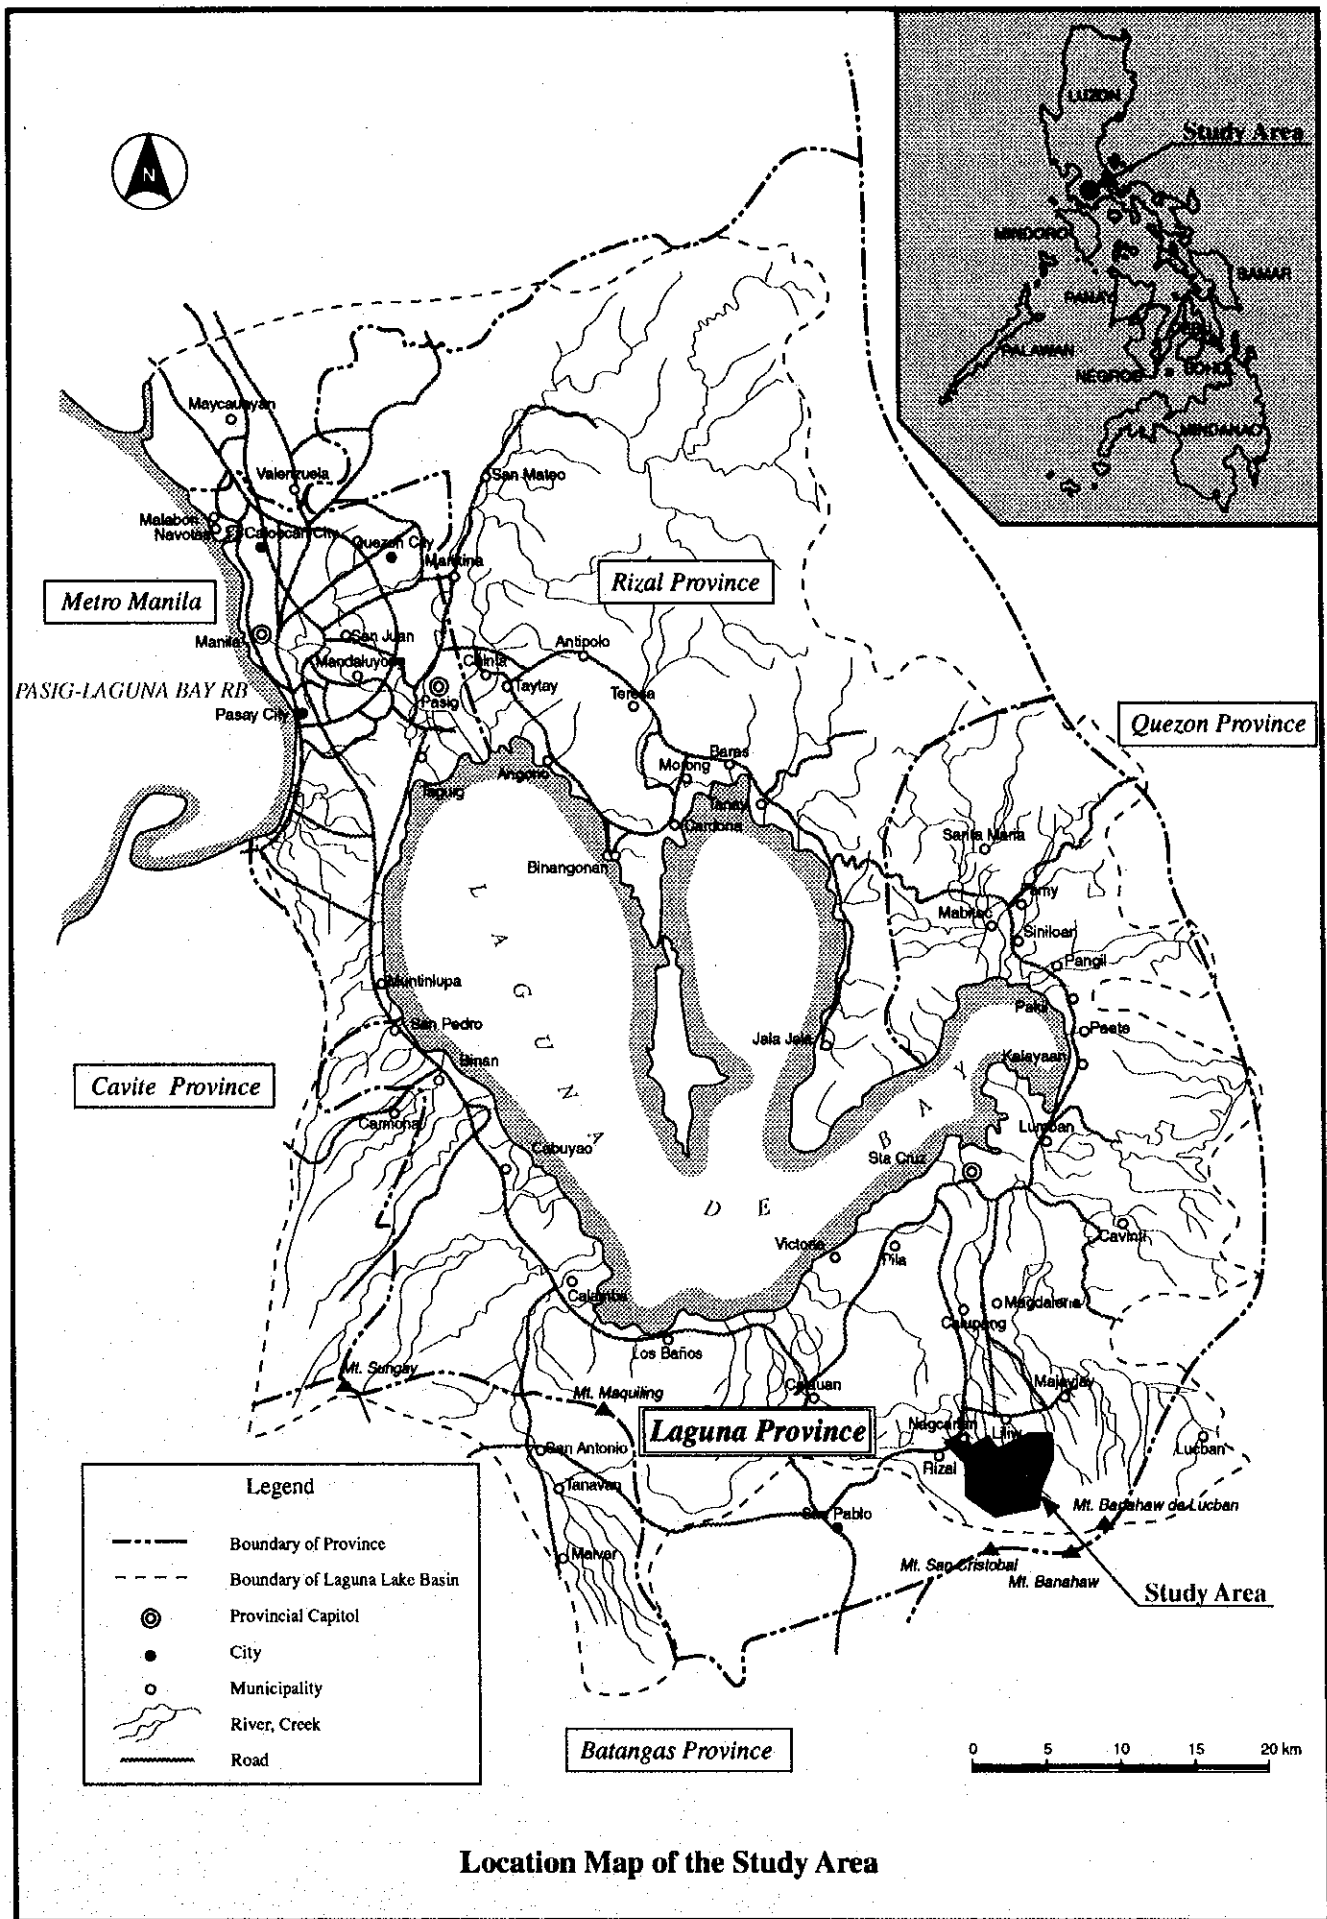 LUZON
Study Area
MINDORO
SAMAR
PANAY
PALAWAN
NEGROS
BOHOL
MINDANAO
N
Maycauayan
Valenzuela
San Mateo
Malabon
Navotas
Caloocan City
Quezon City
Marikina
Rizal Province
Metro Manila
Manila
San Juan
Antipolo
Mandaluyong
Cainta
PASIG-LAGUNA BAY RB
Pasig
Taytay
Teresa
Pasay City
Quezon Province
Baras
Morong
Angono
Taguig
Tanay
Cardona
Santa Maria
Binangonan
Famy
Mabitac
Siniloan
Pangil
Muntinlupa
Pakil
San Pedro
Paete
Jala Jala
Kalayaan
Binan
Cavite Province
Carmona
Lumban
Cabuyao
Sta Cruz
LAGUNA DE BAY
Cavinti
Victoria
Pila
Calamba
Magdalena
Calupang
Los Baños
Mt. Sungay
Calauan
Majayjay
Mt. Maquiling
Laguna Province
Nagcarlan
Liliw
San Antonio
Rizal
Lucban
Legend
Tanavan
Mt. Banahaw de Lucban
San Pablo
Boundary of Province
Malvar
Mt. San Cristobal
Boundary of Laguna Lake Basin
Mt. Banahaw
Study Area
Provincial Capitol
City
Municipality
River, Creek
Road
Batangas Province
0 5 10 15 20 km
Location Map of the Study Area